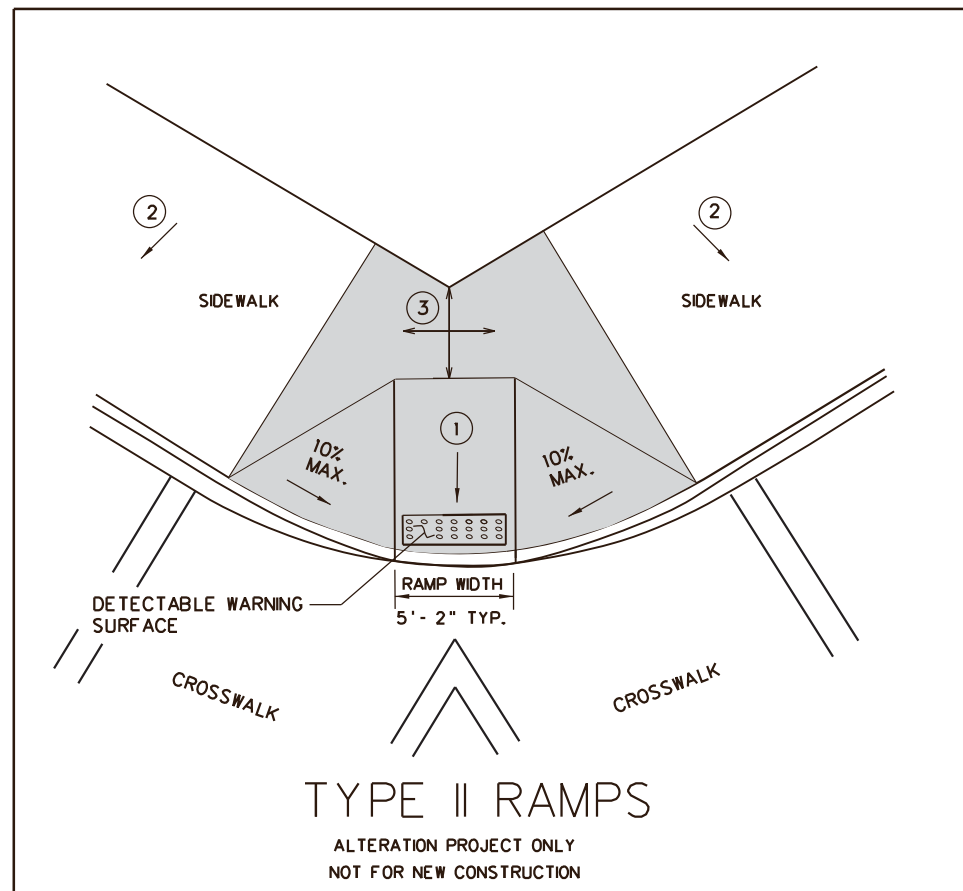 2
2
SIDEWALK
3
SIDEWALK
1
10%
MAX.
10%
MAX.
RAMP WIDTH
5'-2" TYP.
DETECTABLE WARNING
SURFACE
CROSSWALK
CROSSWALK
TYPE II RAMPS
ALTERATION PROJECT ONLY
NOT FOR NEW CONSTRUCTION